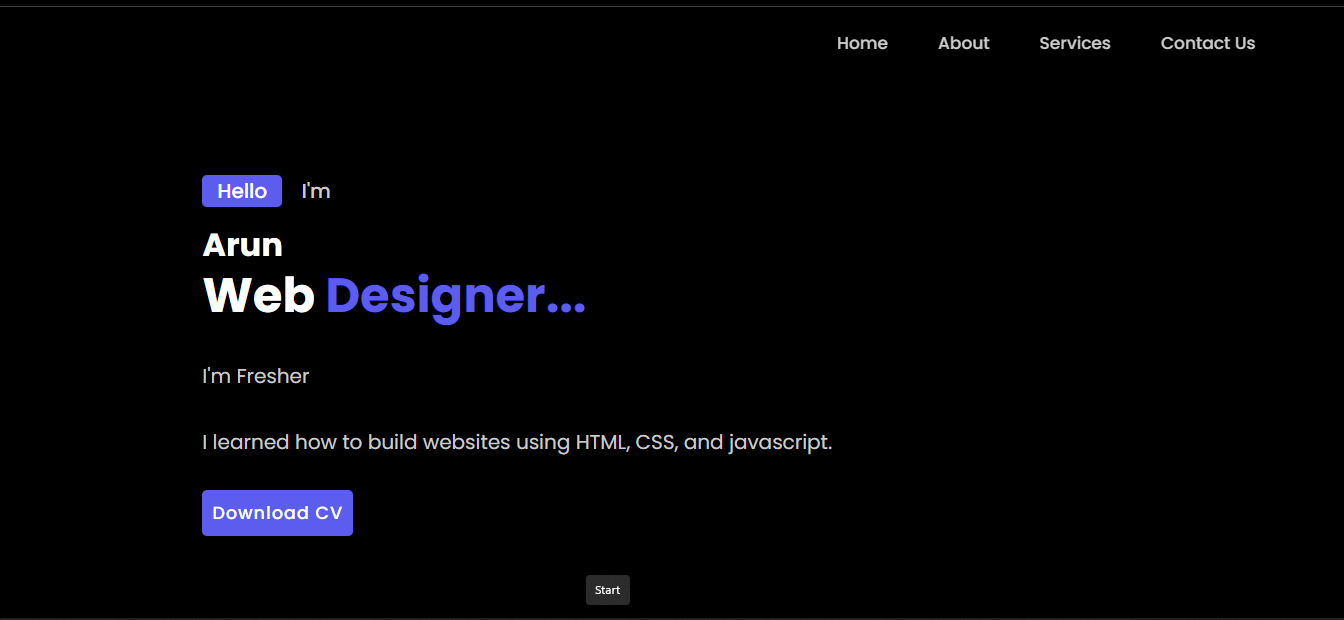 Home About Services Contact Us
Hello I'm
Arun
Web Designer...
I'm Fresher
I learned how to build websites using HTML, CSS, and javascript.
Download CV
Start